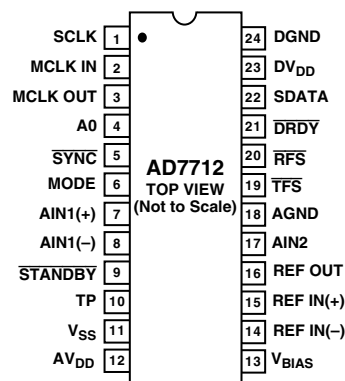 SCLK 1
MCLK IN 2
MCLK OUT 3
A0 4
SYNC 5
MODE 6
AIN1(+) 7
AIN1(–) 8
STANDBY 9
TP 10
VSS 11
AVDD 12
AD7712
TOP VIEW
(Not to Scale)
24 DGND
23 DVDD
22 SDATA
21 DRDY
20 RFS
19 TFS
18 AGND
17 AIN2
16 REF OUT
15 REF IN(+)
14 REF IN(–)
13 VBIAS